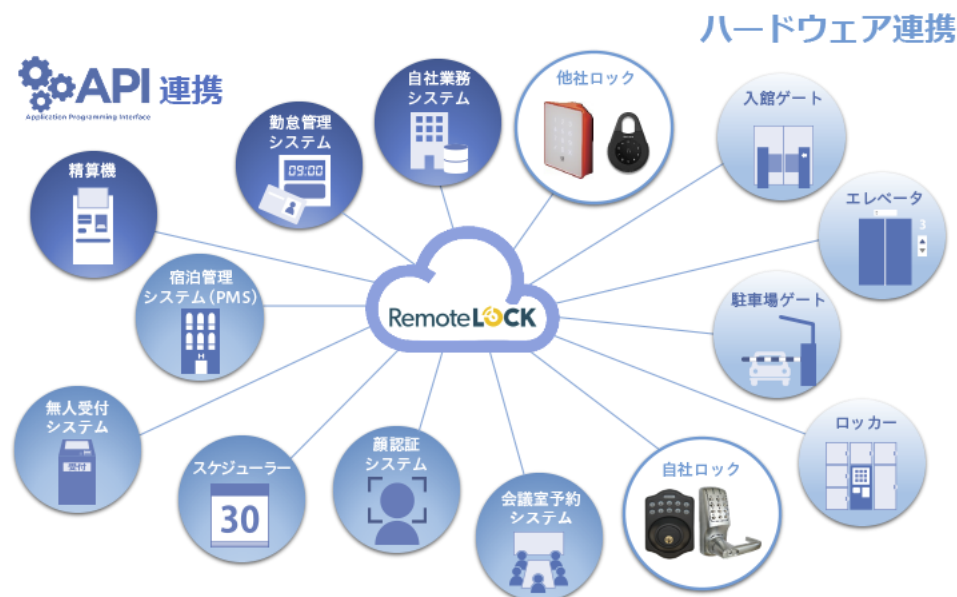 ハードウェア連携
API 連携
Application Programming Interface
自社業務
システム
他社ロック
入館ゲート
勤怠管理
システム
09:00
精算機
エレベータ
3
宿泊管理
システム(PMS)
H
駐車場ゲート
RemoteLOCK
無人受付
システム
受付
スケジューラー
30
顔認証
システム
会議室予約
システム
自社ロック
ロッカー